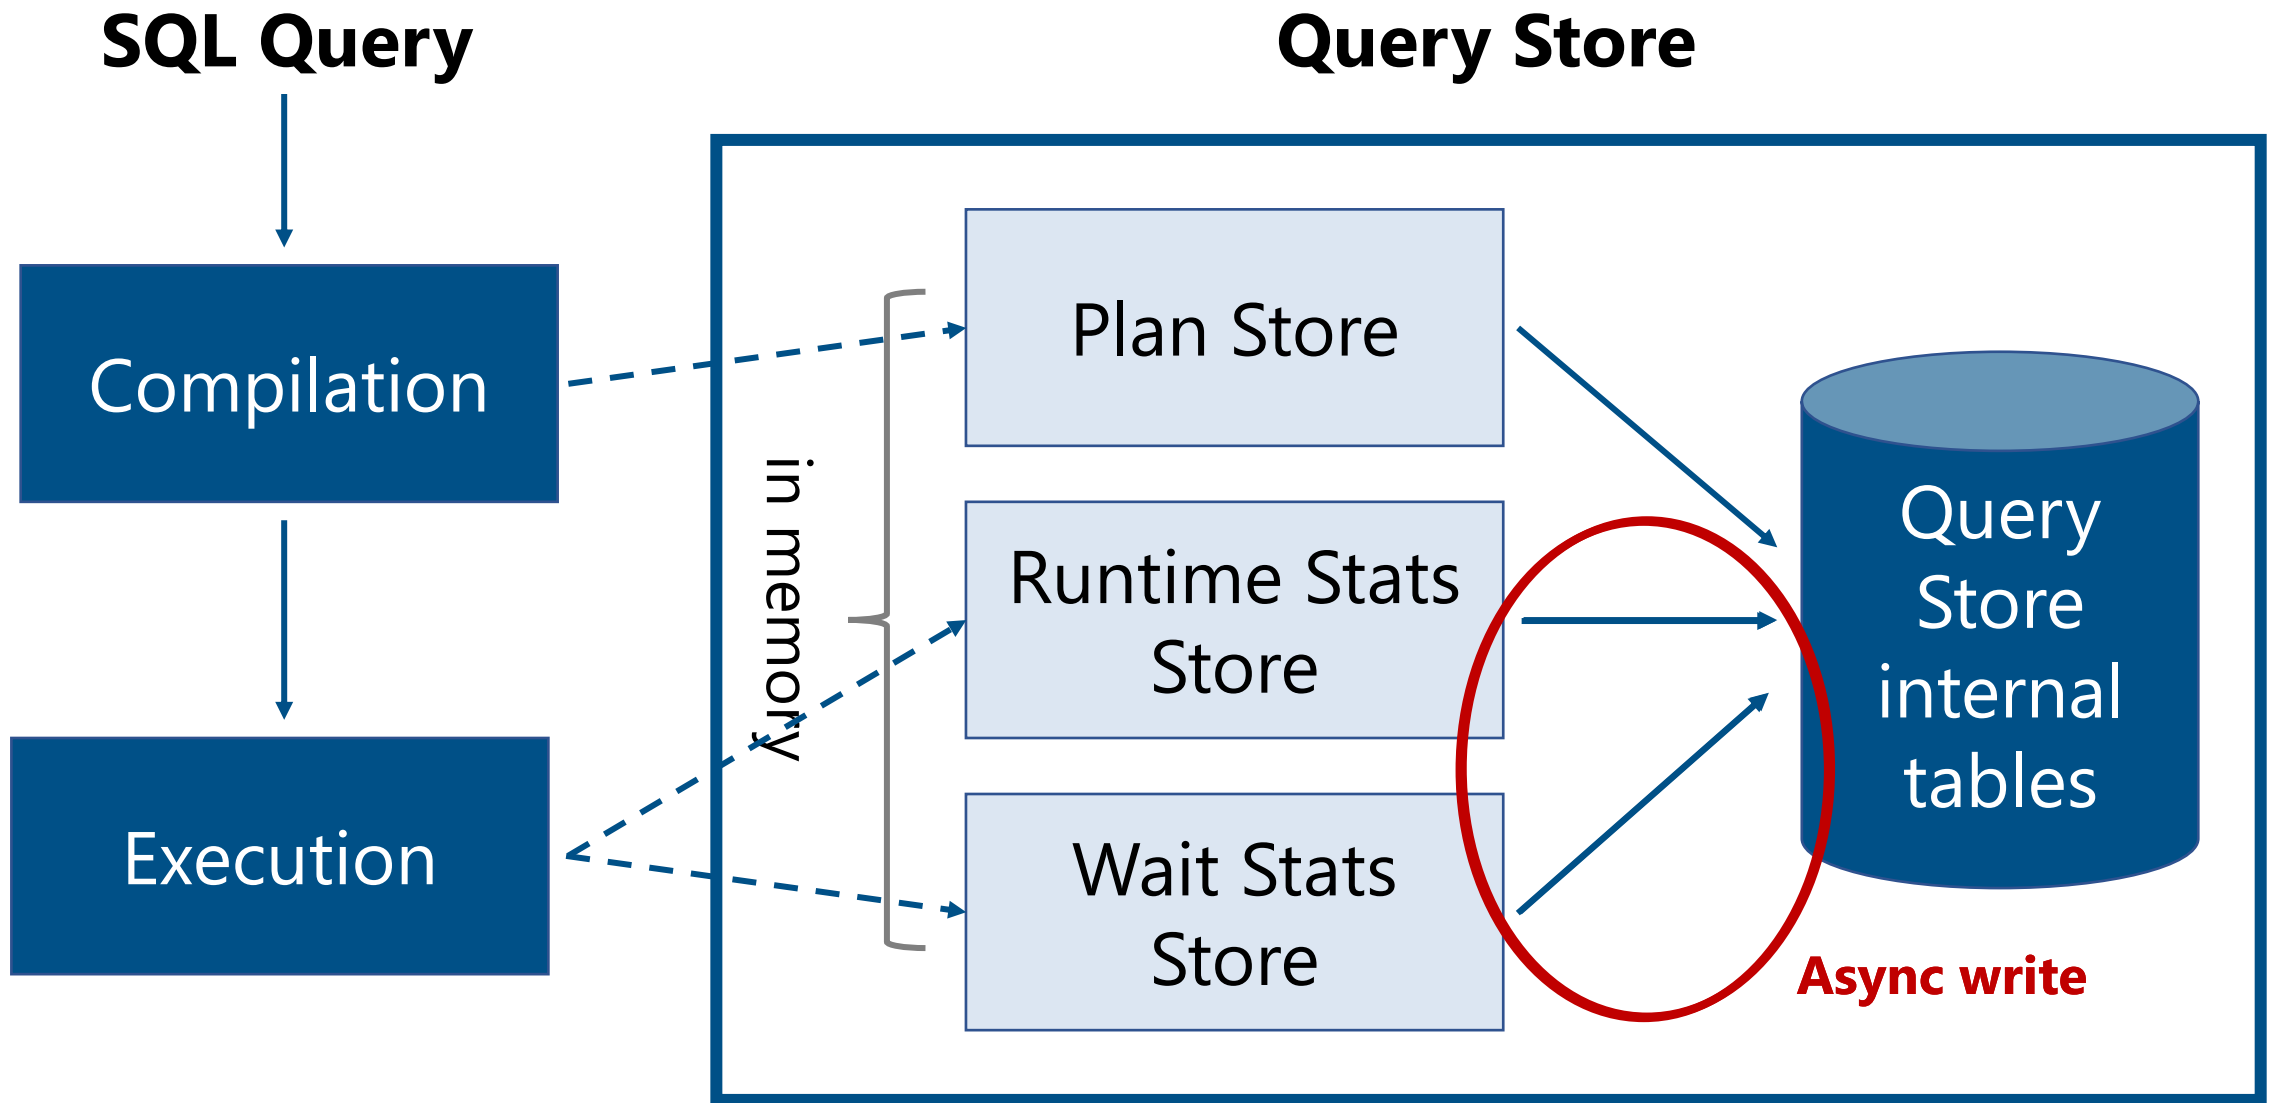 SQL Query
Query Store
Compilation
Execution
in memory
Plan Store
Runtime Stats
Store
Wait Stats
Store
Query
Store
internal
tables
Async write